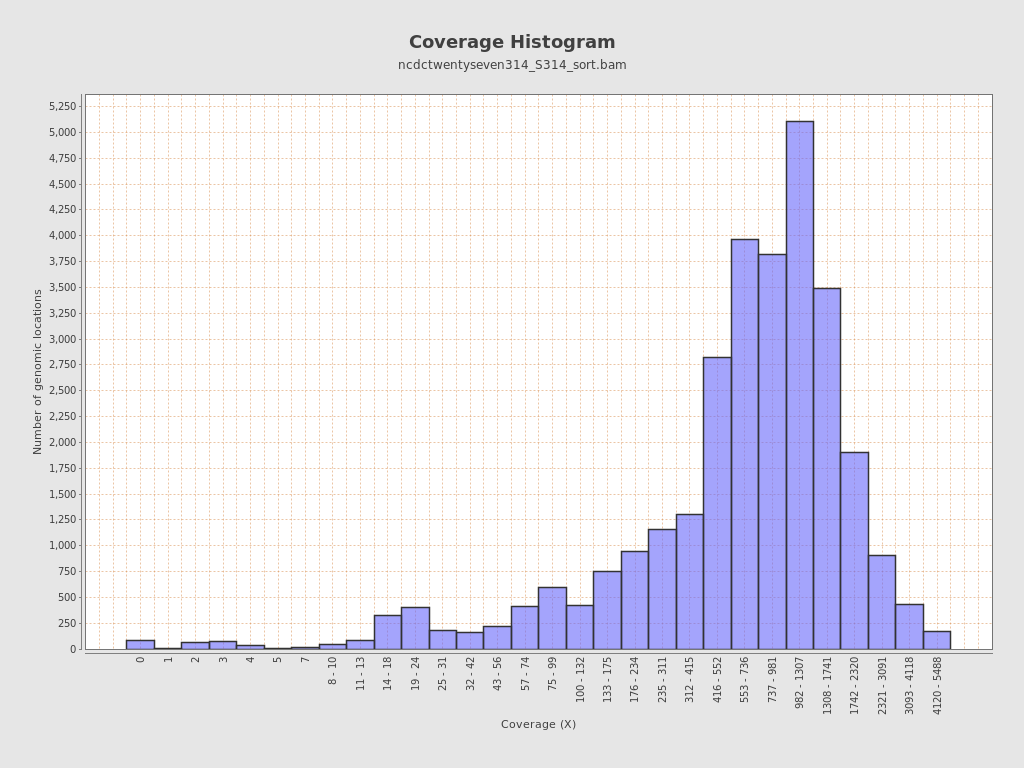 Coverage Histogram
ncdctwentyseven314_S314_sort.bam
5,250
5,000
4,750
4,500
4,250
4,000
3,750
3,500
3,250
3,000
2,750
2,500
2,250
2,000
1,750
1,500
1,250
1,000
750
500
250
0
Number of genomic locations
0
1
2
3
4
5
7
8 - 10
11 - 13
14 - 18
19 - 24
25 - 31
32 - 42
43 - 56
57 - 74
75 - 99
100 - 132
133 - 175
176 - 234
235 - 311
312 - 415
416 - 552
553 - 736
737 - 981
982 - 1307
1308 - 1741
1742 - 2320
2321 - 3091
3093 - 4118
4120 - 5488
Coverage (X)